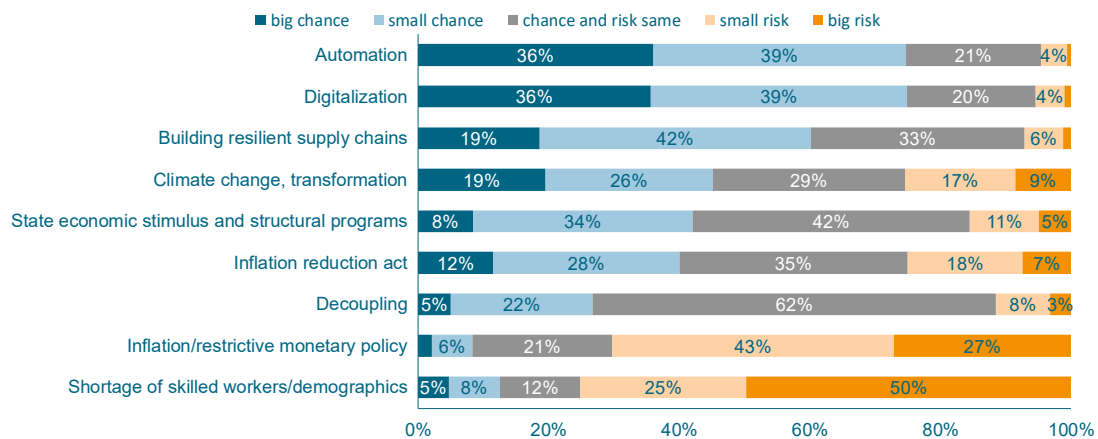 big chance small chance chance and risk same small risk big risk
Automation 36% 39% 21% 4%
Digitalization 36% 39% 20% 4%
Building resilient supply chains 19% 42% 33% 6%
Climate change, transformation 19% 26% 29% 17% 9%
State economic stimulus and structural programs 8% 34% 42% 11% 5%
Inflation reduction act 12% 28% 35% 18% 7%
Decoupling 5% 22% 62% 8% 3%
Inflation/restrictive monetary policy 6% 21% 43% 27%
Shortage of skilled workers/demographics 5% 8% 12% 25% 50%
0% 20% 40% 60% 80% 100%